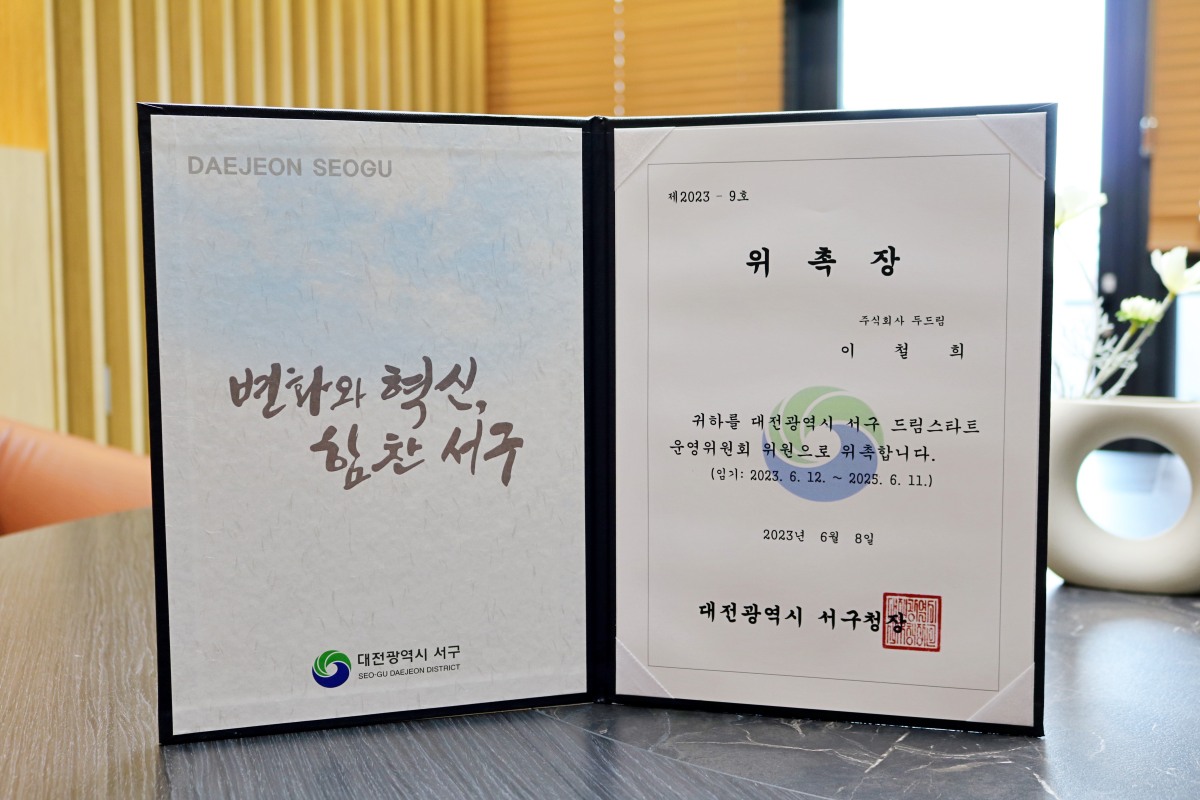 DAEJEON SEOGU
변화와 혁신,
힘찬 서구
대전광역시 서구
SEO-GU DAEJEON DISTRICT
제2023 - 9호
위 촉 장
주식회사 두드림
이 철 희
귀하를 대전광역시 서구 드림스타트
운영위원회 위원으로 위촉합니다.
(임기: 2023. 6. 12. ~ 2025. 6. 11.)
2023년 6월 8일
대전광역시 서구청장